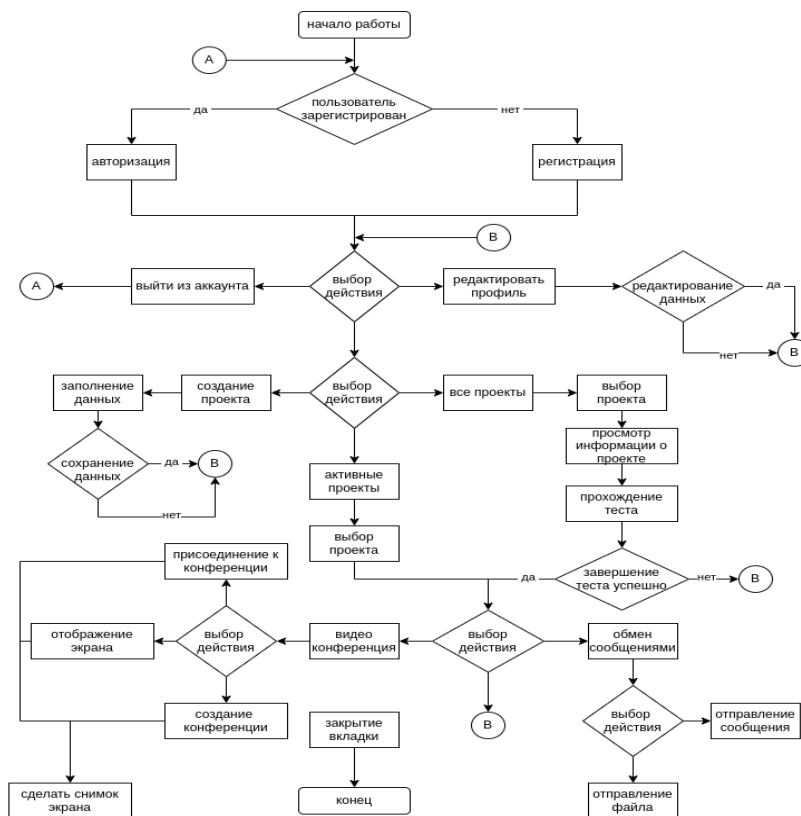 начало работы
A
пользователь
зарегистрирован
да
нет
авторизация
регистрация
B
A
выйти из аккаунта
выбор
действия
редактировать
профиль
редактирование
данных
да
нет
B
заполнение
данных
создание
проекта
выбор
действия
все проекты
выбор
проекта
сохранение
данных
да
B
нет
просмотр
информации о
проекте
активные
проекты
прохождение
теста
выбор
проекта
присоединение к
конференции
да
завершение
теста успешно
нет
B
отображение
экрана
выбор
действия
видео
конференция
выбор
действия
обмен
сообщениями
создание
конференции
закрытие
вкладки
B
выбор
действия
отправление
сообщения
сделать снимок
экрана
конец
отправление
файла